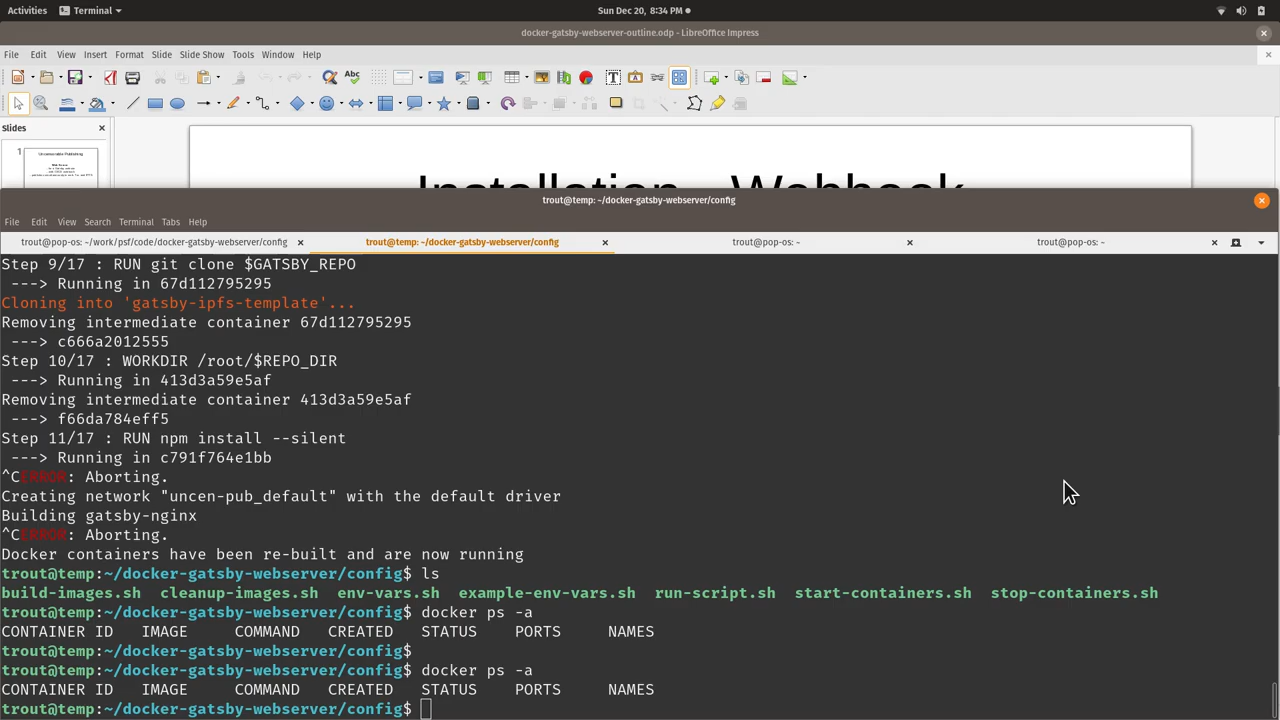 Activities
Terminal
Sun Dec 20, 8:34 PM
docker-gatsby-webserver-outline.odp - LibreOffice Impress
File Edit View Insert Format Slide Slide Show Tools Window Help
Abc
T
Slides
1
Uncensorable Publishing
Installation - Webhook
trout@temp: ~/docker-gatsby-webserver/config
File Edit View Search Terminal Tabs Help
trout@pop-os: ~/work/psf/code/docker-gatsby-webserver/config
trout@temp: ~/docker-gatsby-webserver/config
trout@pop-os: ~
trout@pop-os: ~
Step 9/17 : RUN git clone $GATSBY_REPO
---> Running in 67d112795295
Cloning into 'gatsby-ipfs-template'...
Removing intermediate container 67d112795295
---> c666a2012555
Step 10/17 : WORKDIR /root/$REPO_DIR
---> Running in 413d3a59e5af
Removing intermediate container 413d3a59e5af
---> f66da784eff5
Step 11/17 : RUN npm install --silent
---> Running in c791f764e1bb
^CERROR: Aborting.
Creating network "uncen-pub_default" with the default driver
Building gatsby-nginx
^CERROR: Aborting.
Docker containers have been re-built and are now running
trout@temp:~/docker-gatsby-webserver/config$ ls
build-images.sh cleanup-images.sh env-vars.sh example-env-vars.sh run-script.sh start-containers.sh stop-containers.sh
trout@temp:~/docker-gatsby-webserver/config$ docker ps -a
CONTAINER ID IMAGE COMMAND CREATED STATUS PORTS NAMES
trout@temp:~/docker-gatsby-webserver/config$
trout@temp:~/docker-gatsby-webserver/config$ docker ps -a
CONTAINER ID IMAGE COMMAND CREATED STATUS PORTS NAMES
trout@temp:~/docker-gatsby-webserver/config$